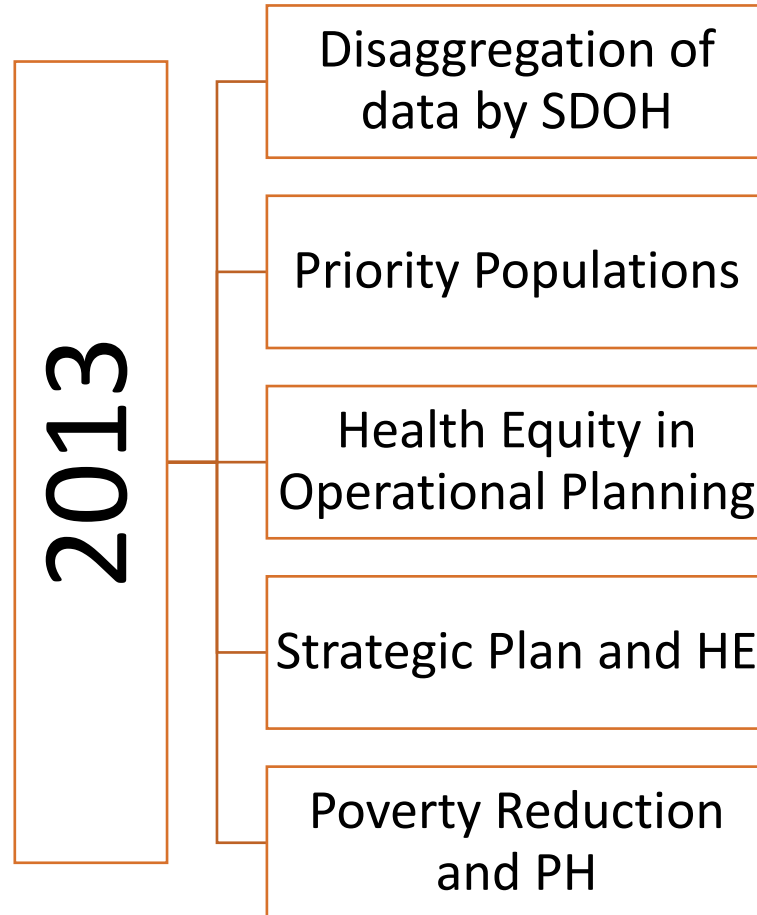 2013
Disaggregation of
data by SDOH
Priority Populations
Health Equity in
Operational Planning
Strategic Plan and HE
Poverty Reduction
and PH